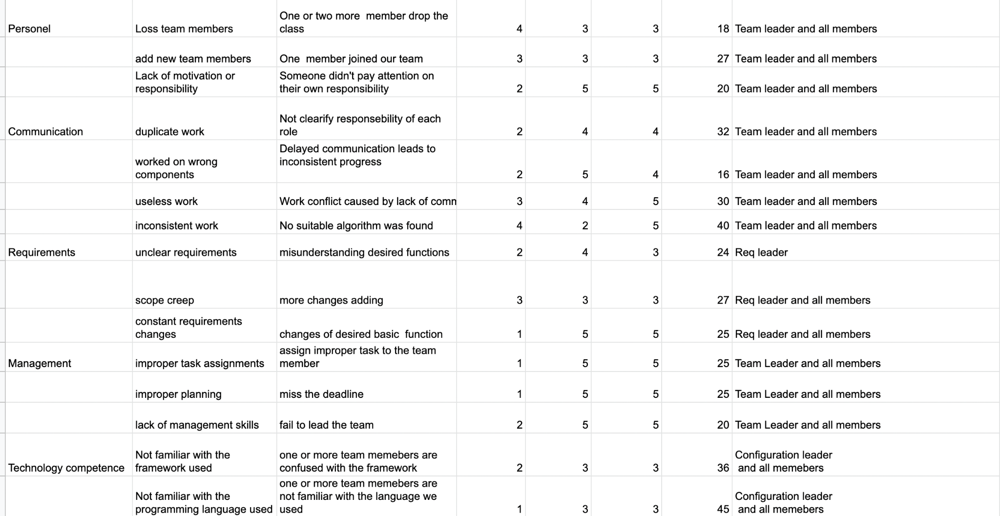 Personel Loss team members One or two more  member drop the class 4 3 3 18 Team leader and all members
add new team members One  member joined our team 3 3 3 27 Team leader and all members
Lack of motivation or responsibility Someone didn't pay attention on their own responsibility 2 5 5 20 Team leader and all members
Communication duplicate work Not clearify responsebility of each role 2 4 4 32 Team leader and all members
worked on wrong components Delayed communication leads to inconsistent progress 2 5 4 16 Team leader and all members
useless work Work conflict caused by lack of comn 3 4 5 30 Team leader and all members
inconsistent work No suitable algorithm was found 4 2 5 40 Team leader and all members
Requirements unclear requirements misunderstanding desired functions 2 4 3 24 Req leader
scope creep more changes adding 3 3 3 27 Req leader and all members
constant requirements changes changes of desired basic  function 1 5 5 25 Req leader and all members
Management improper task assignments assign improper task to the team member 1 5 5 25 Team Leader and all members
improper planning miss the deadline 1 5 5 25 Team Leader and all members
lack of management skills fail to lead the team 2 5 5 20 Team Leader and all members
Technology competence Not familiar with the framework used one or more team memebers are confused with the framework 2 3 3 36 Configuration leader and all memebers
Not familiar with the programming language used one or more team memebers are not familiar with the language we used 1 3 3 45 Configuration leader and all memebers